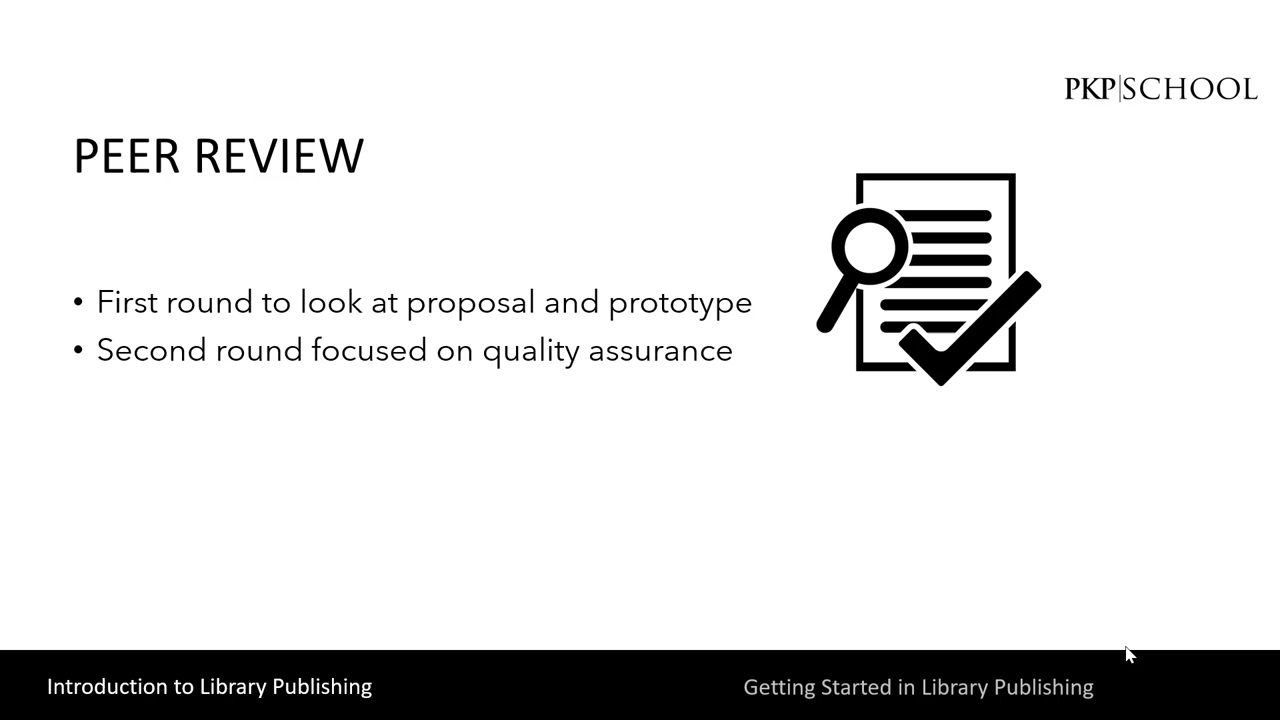 PKP|SCHOOL
PEER REVIEW
• First round to look at proposal and prototype
• Second round focused on quality assurance
Introduction to Library Publishing
Getting Started in Library Publishing